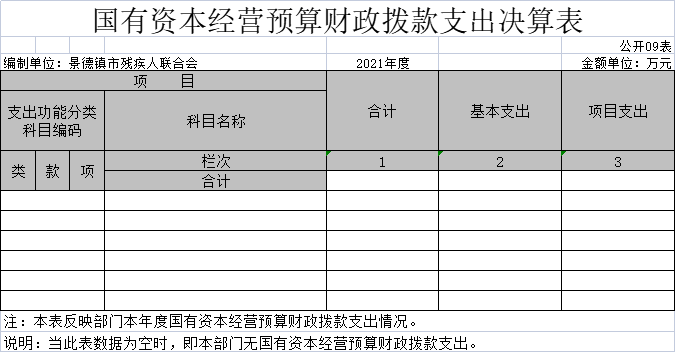 国有资本经营预算财政拨款支出决算表
公开09表
编制单位：景德镇市残疾人联合会 2021年度 金额单位：万元
项 目 合计 基本支出 项目支出
支出功能分类科目编码 科目名称
类 款 项 栏次 1 2 3
合计
注：本表反映部门本年度国有资本经营预算财政拨款支出情况。
说明：当此表数据为空时，即本部门无国有资本经营预算财政拨款支出。